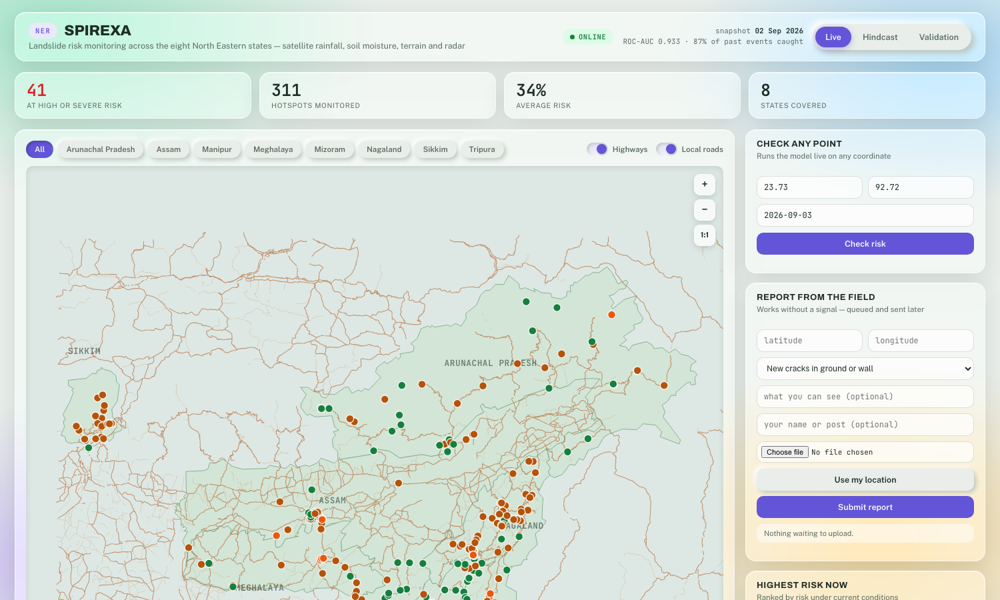 NER SPIREXA
Landslide risk monitoring across the eight North Eastern states — satellite rainfall, soil moisture, terrain and radar
ONLINE
snapshot 02 Sep 2026
ROC-AUC 0.933 · 87% of past events caught
Live Hindcast Validation
41
AT HIGH OR SEVERE RISK
311
HOTSPOTS MONITORED
34%
AVERAGE RISK
8
STATES COVERED
All Arunachal Pradesh Assam Manipur Meghalaya Mizoram Nagaland Sikkim Tripura
Highways Local roads
+
−
1:1
SIKKIM
ARUNACHAL PRADESH
ASSAM
NAGALAND
MEGHALAYA
CHECK ANY POINT
Runs the model live on any coordinate
23.73 92.72
2026-09-03
Check risk
REPORT FROM THE FIELD
Works without a signal — queued and sent later
latitude longitude
New cracks in ground or wall
what you can see (optional)
your name or post (optional)
Choose file No file chosen
Use my location
Submit report
Nothing waiting to upload.
HIGHEST RISK NOW
Ranked by risk under current conditions